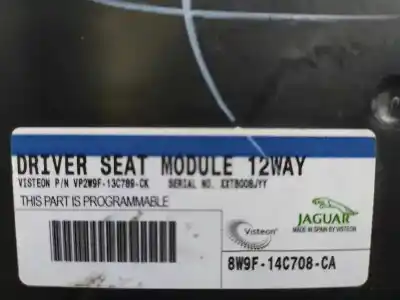 DRIVER SEAT MODULE 12WAY
VISTEON P/N VP2W9F-13C789-CK SERIAL NO. EXTB00BJYY
THIS PART IS PROGRAMMABLE
Visteon
JAGUAR
MADE IN SPAIN BY VISTEON
8W9F-14C708-CA